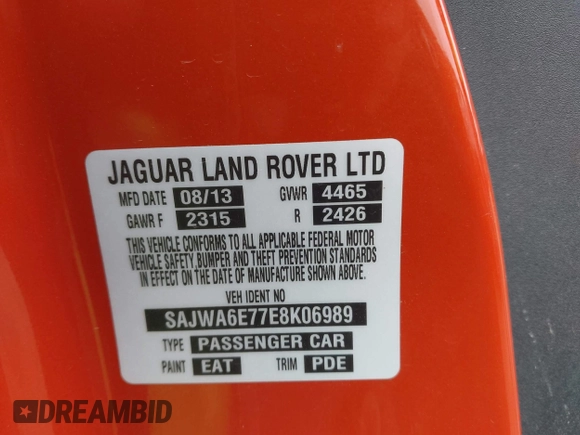 JAGUAR LAND ROVER LTD
MFD DATE 08/13 GVWR 4465
GAWR F 2315 R 2426
THIS VEHICLE CONFORMS TO ALL APPLICABLE FEDERAL MOTOR
VEHICLE SAFETY, BUMPER AND THEFT PREVENTION STANDARDS
IN EFFECT ON THE DATE OF MANUFACTURE SHOWN ABOVE.
VEH IDENT NO
SAJWA6E77E8K06989
TYPE PASSENGER CAR
PAINT EAT TRIM PDE
DREAMBID